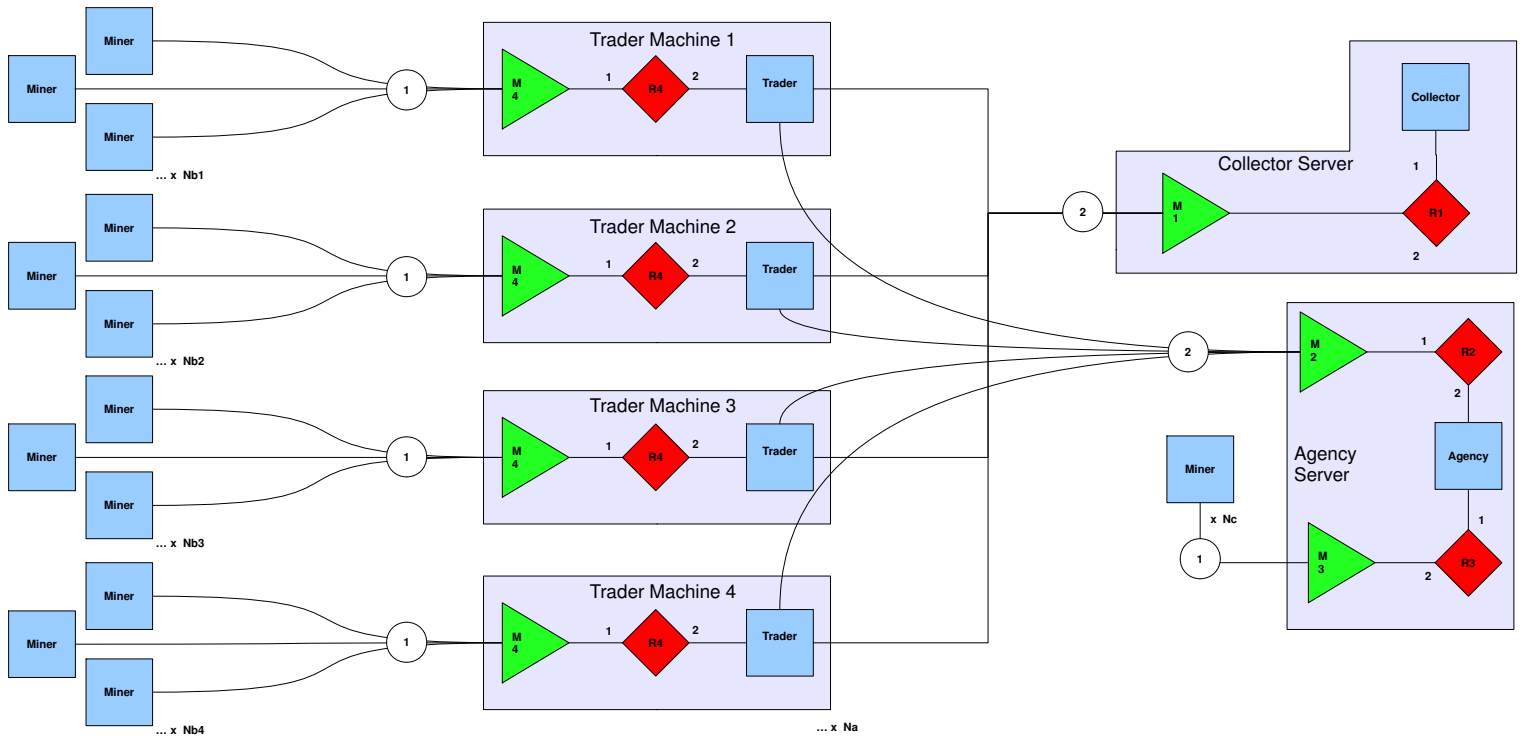 Miner
Miner
Miner
... x Nb1
1
Trader Machine 1
M
4
1
R4
2
Trader
Miner
Miner
Miner
... x Nb2
1
Trader Machine 2
M
4
1
R4
2
Trader
Miner
Miner
Miner
... x Nb3
1
Trader Machine 3
M
4
1
R4
2
Trader
Miner
Miner
Miner
... x Nb4
1
Trader Machine 4
M
4
1
R4
2
Trader
... x Na
2
Collector Server
Collector
M
1
1
R1
2
2
M
2
1
R2
2
Agency
Server
Agency
Miner
x Nc
1
M
3
1
2
R3